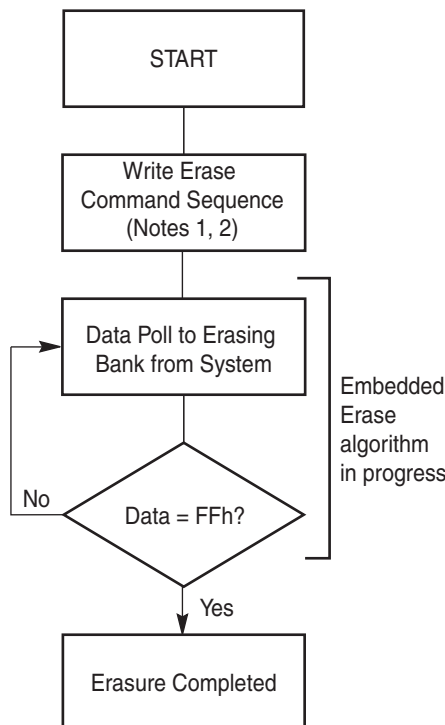 START
Write Erase
Command Sequence
(Notes 1, 2)
Data Poll to Erasing
Bank from System
Embedded
Erase
algorithm
in progress
No
Data = FFh?
Yes
Erasure Completed